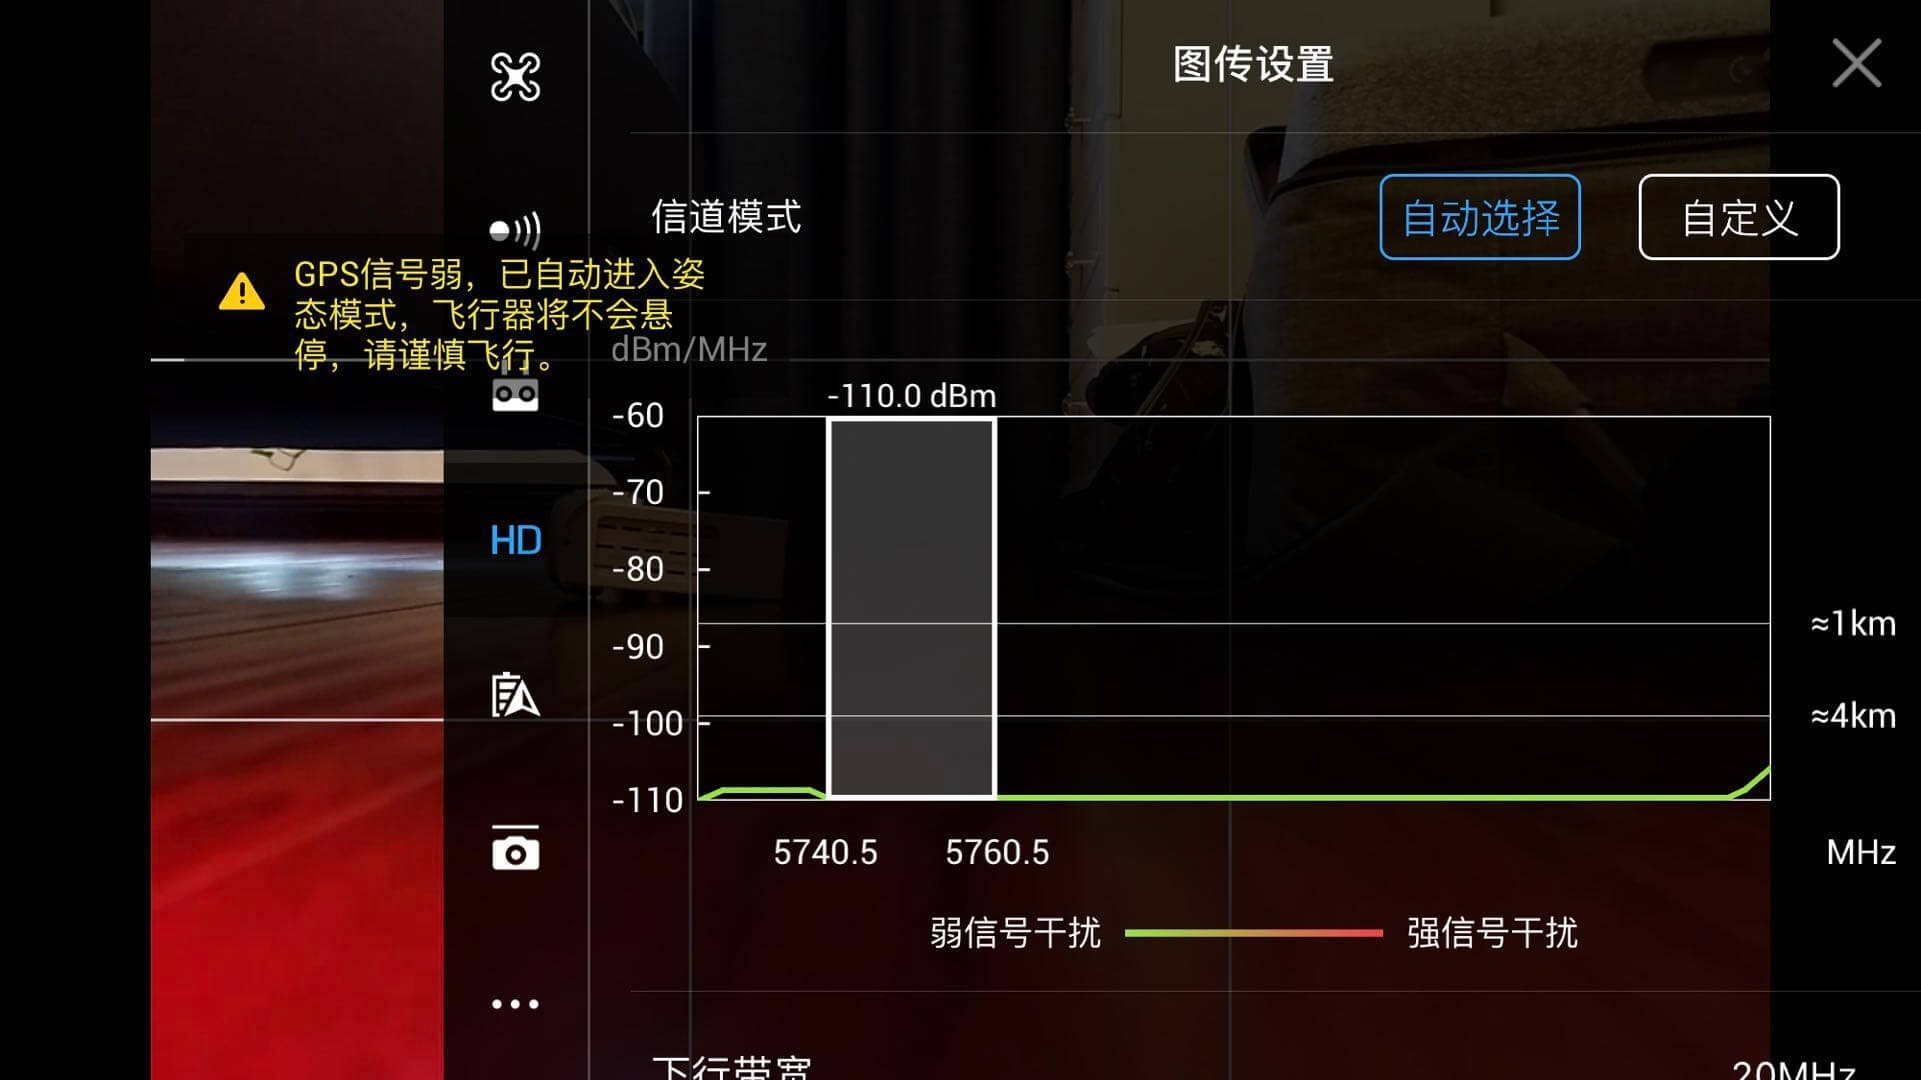 图传设置
信道模式
自动选择
自定义
GPS信号弱，已自动进入姿
态模式，飞行器将不会悬
停，请谨慎飞行。
dBm/MHz
-110.0 dBm
-60
-70
HD
-80
≈1km
-90
≈4km
-100
-110
5740.5
5760.5
MHz
弱信号干扰
强信号干扰
下行带宽
20MHz